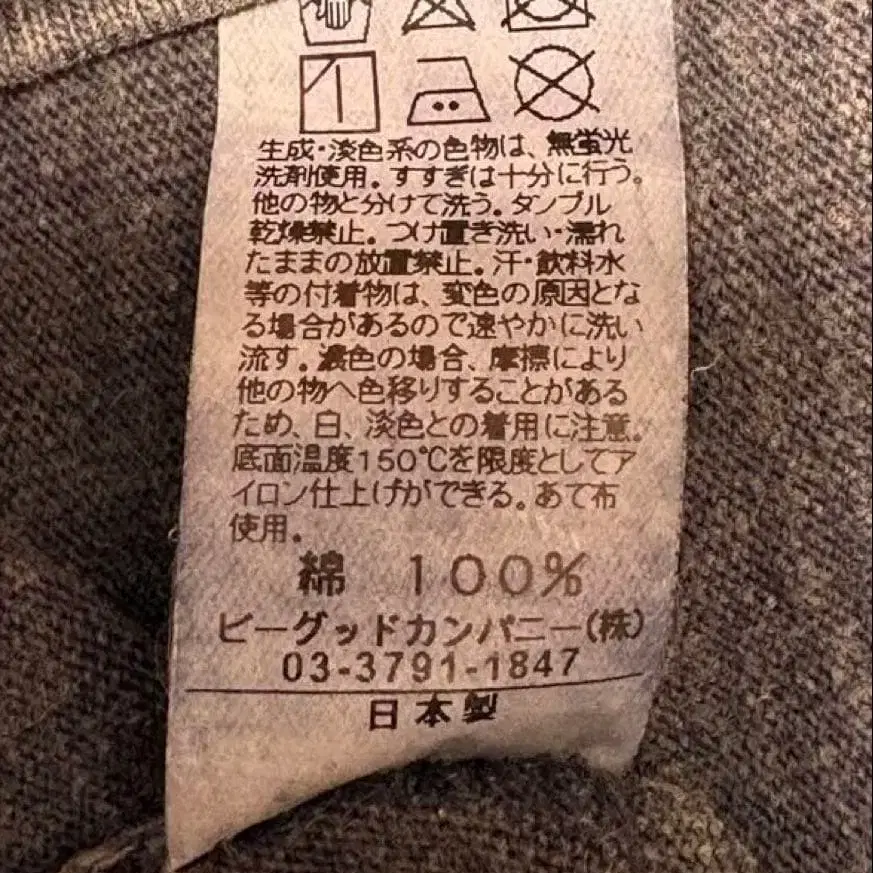 生成・淡色系の色物は、無蛍光
洗剤使用。すすぎは十分に行う。
他の物と分けて洗う。タンブル
乾燥禁止。つけ置き洗い・濡れ
たままの放置禁止。汗・飲料水
等の付着物は、変色の原因とな
る場合があるので速やかに洗い
流す。濃色の場合、摩擦により
他の物へ色移りすることがある
ため、白、淡色との着用に注意。
底面温度150℃を限度としてア
イロン仕上げができる。あて布
使用。
綿 100%
ビーグッドカンパニー(株)
03-3791-1847
日本製